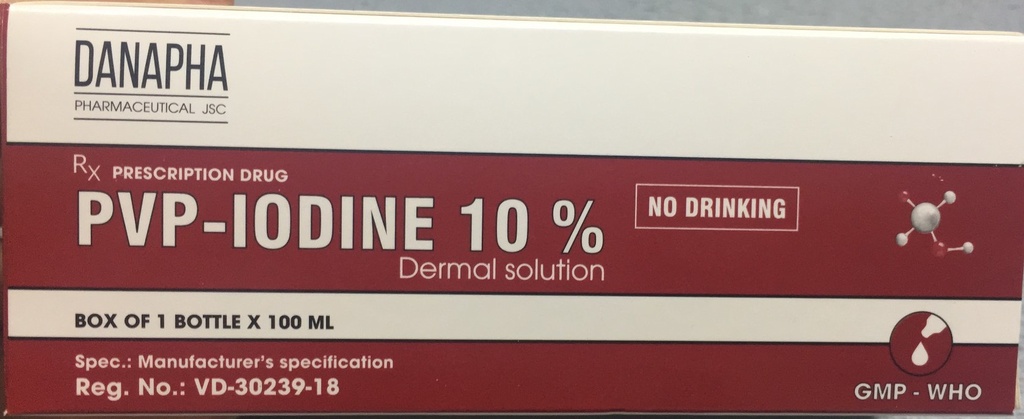 DANAPHA
PHARMACEUTICAL JSC
Rx PRESCRIPTION DRUG
PVP-IODINE 10 %
NO DRINKING
Dermal solution
BOX OF 1 BOTTLE X 100 ML
Spec.: Manufacturer's specification
Reg. No.: VD-30239-18
GMP - WHO